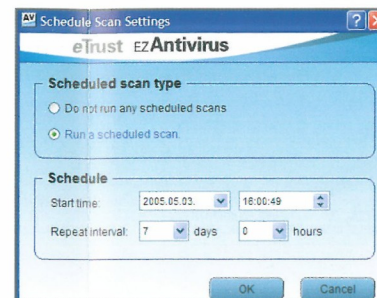 AV Schedule Scan Settings ?
eTrust EZAntivirus
Scheduled scan type
Do not run any scheduled scans
Run a scheduled scan.
Schedule
Start time: 2005.05.03. 16:00:49
Repeat interval: 7 days 0 hours
OK Cancel